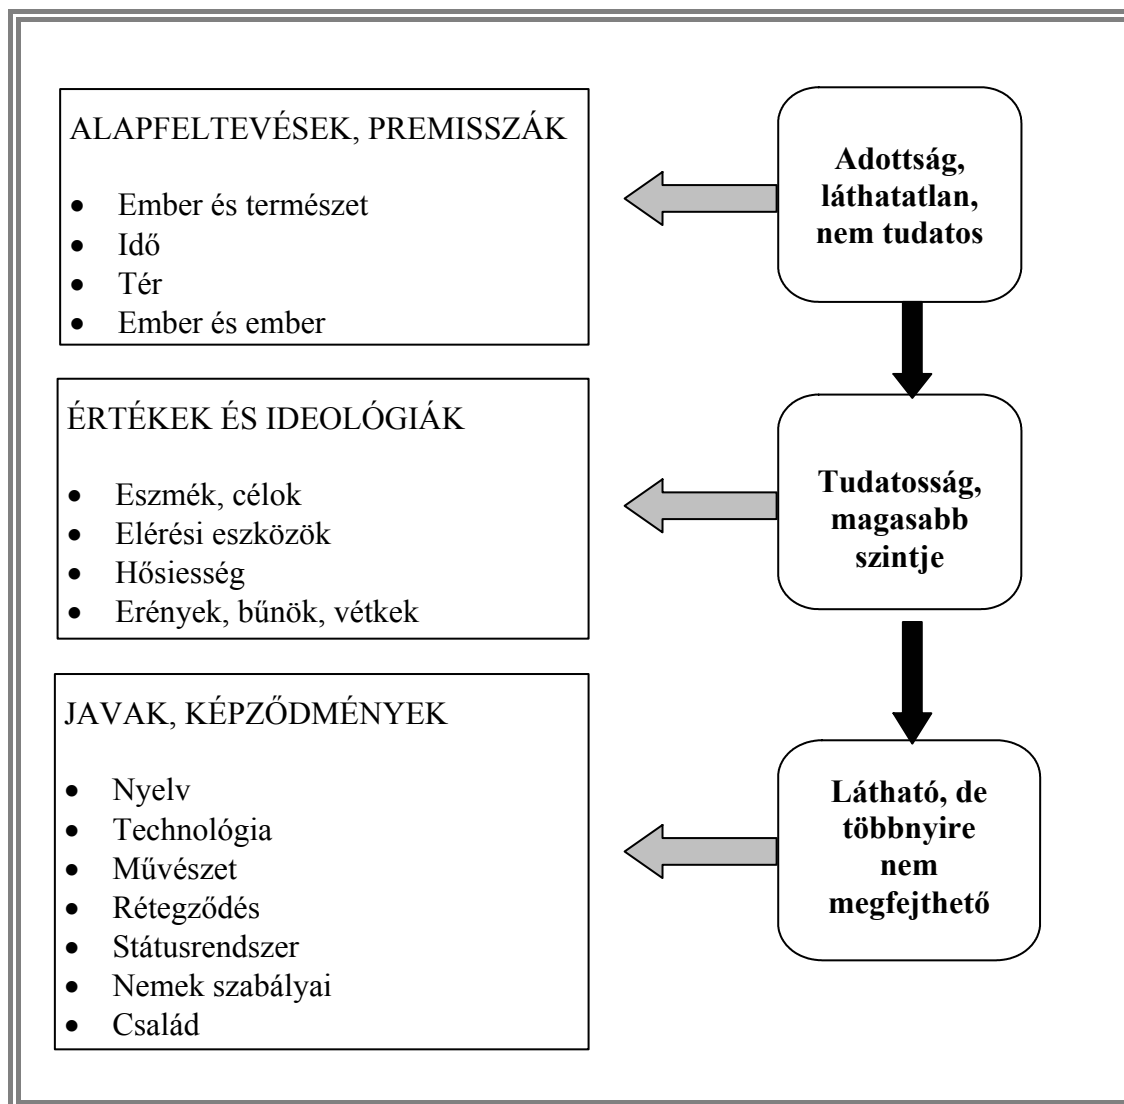 ALAPFELTEVÉSEK, PREMISSZÁK
• Ember és természet
• Idő
• Tér
• Ember és ember
Adottság,
láthatatlan,
nem tudatos
ÉRTÉKEK ÉS IDEOLÓGIÁK
• Eszmék, célok
• Elérési eszközök
• Hősiesség
• Erények, bűnök, vétkek
Tudatosság,
magasabb
szintje
JAVAK, KÉPZŐDMÉNYEK
• Nyelv
• Technológia
• Művészet
• Rétegződés
• Státusrendszer
• Nemek szabályai
• Család
Látható, de
többnyire
nem
megfejthető